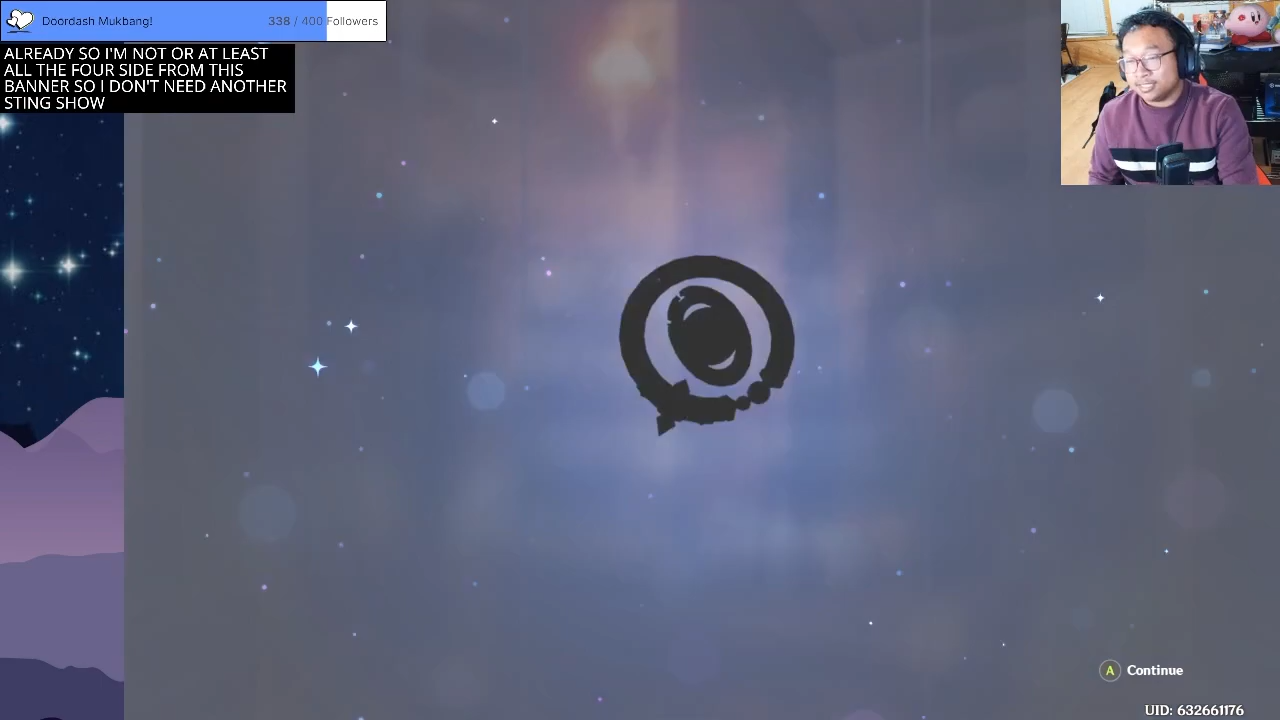 Doordash Mukbang! 338 / 400 Followers
ALREADY SO I'M NOT OR AT LEAST
ALL THE FOUR SIDE FROM THIS
BANNER SO I DON'T NEED ANOTHER
STING SHOW
A Continue
UID: 632661176